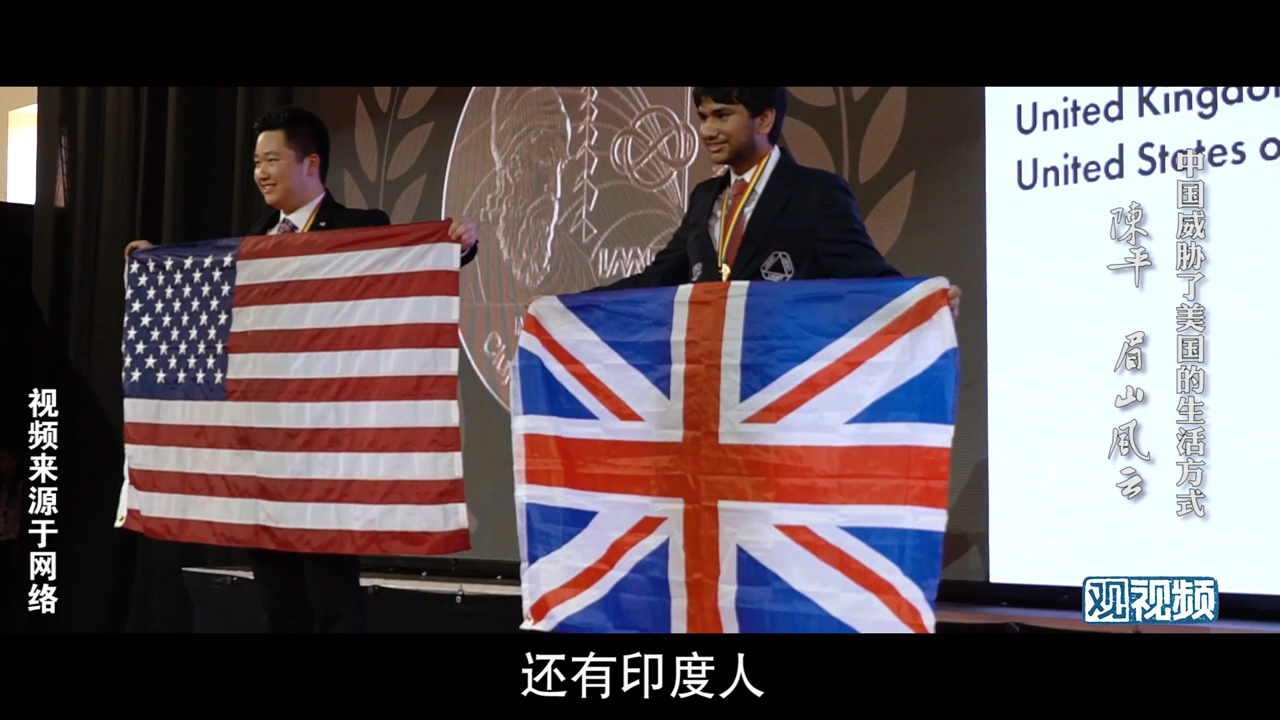 United Kingdo
United States o
中国威胁了美国的生活方式
陳平 眉山風云
视频来源于网络
观视频
还有印度人